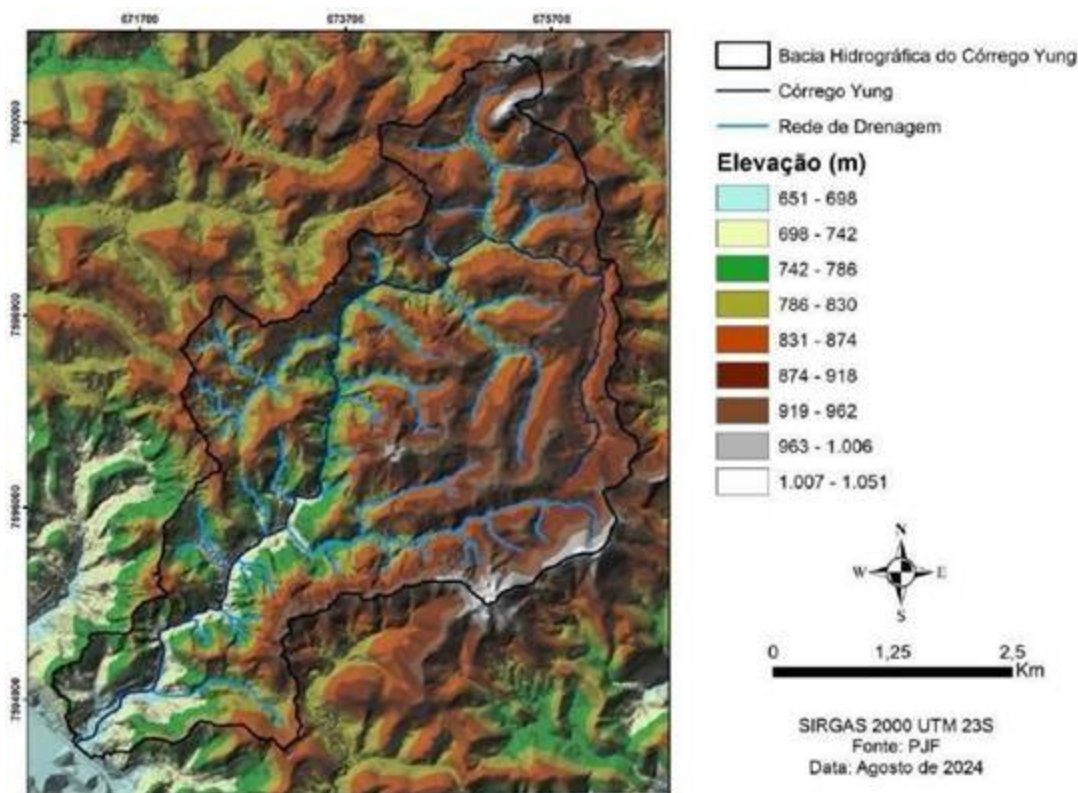 671700 673700 675700
Bacia Hidrográfica do Córrego Yung
Córrego Yung
Rede de Drenagem
Elevação (m)
651 - 698
698 - 742
742 - 786
786 - 830
831 - 874
874 - 918
919 - 962
963 - 1.006
1.007 - 1.051
N
W E
S
0 1,25 2,5
Km
SIRGAS 2000 UTM 23S
Fonte: PJF
Data: Agosto de 2024